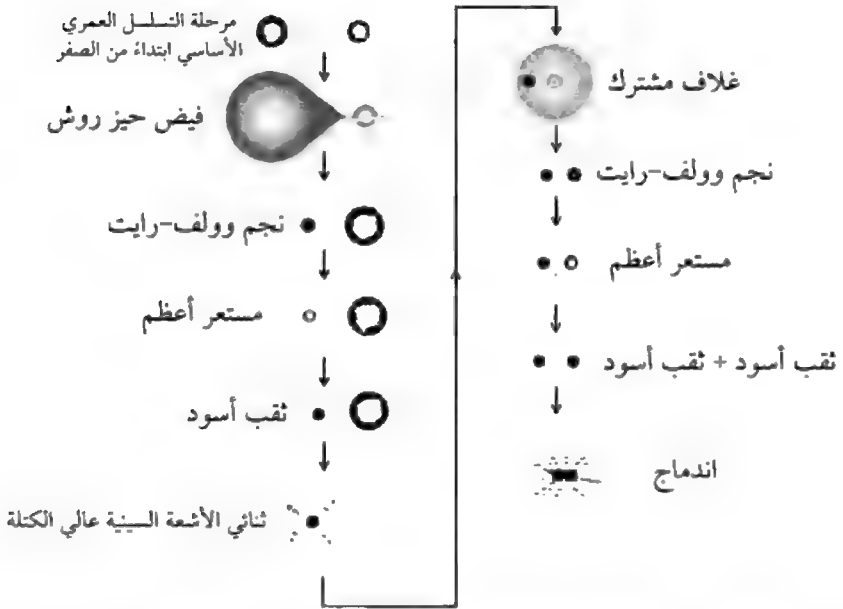 مرحلة التسلسل العمري
الأساسي ابتداءً من الصفر
فيض حيز روش
نجم وولف-رايت
مستعر أعظم
ثقب أسود
ثنائي الأشعة السينية عالي الكتلة
غلاف مشترك
نجم وولف-رايت
مستعر أعظم
ثقب أسود + ثقب أسود
اندماج